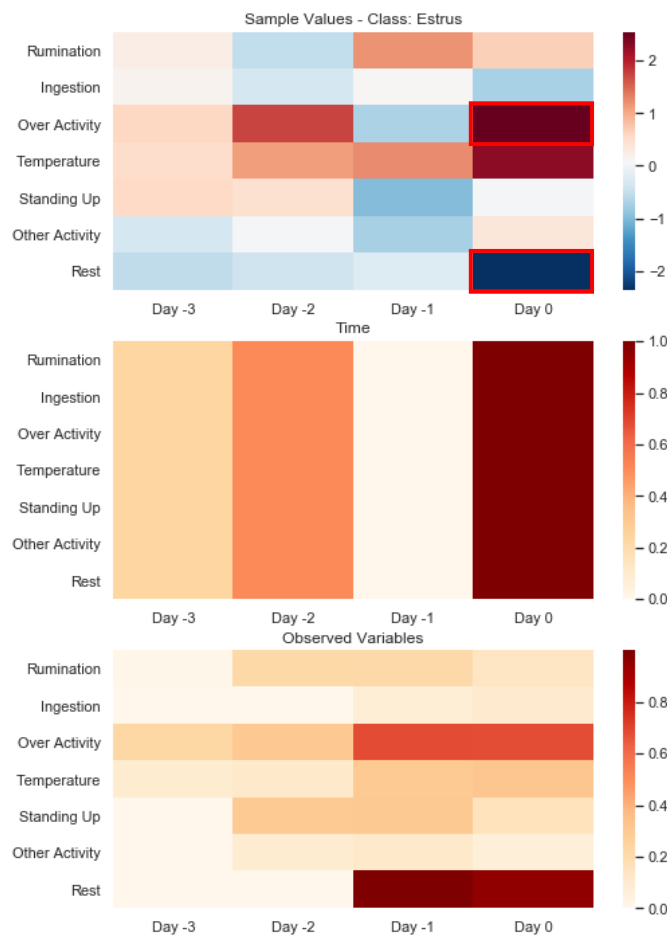 Sample Values - Class: Estrus
Rumination
Ingestion
Over Activity
Temperature
Standing Up
Other Activity
Rest
2
1
0
−1
−2
Day -3 Day -2 Day -1 Day 0
Time
Rumination
Ingestion
Over Activity
Temperature
Standing Up
Other Activity
Rest
1.0
0.8
0.6
0.4
0.2
0.0
Day -3 Day -2 Day -1 Day 0
Observed Variables
Rumination
Ingestion
Over Activity
Temperature
Standing Up
Other Activity
Rest
0.8
0.6
0.4
0.2
0.0
Day -3 Day -2 Day -1 Day 0